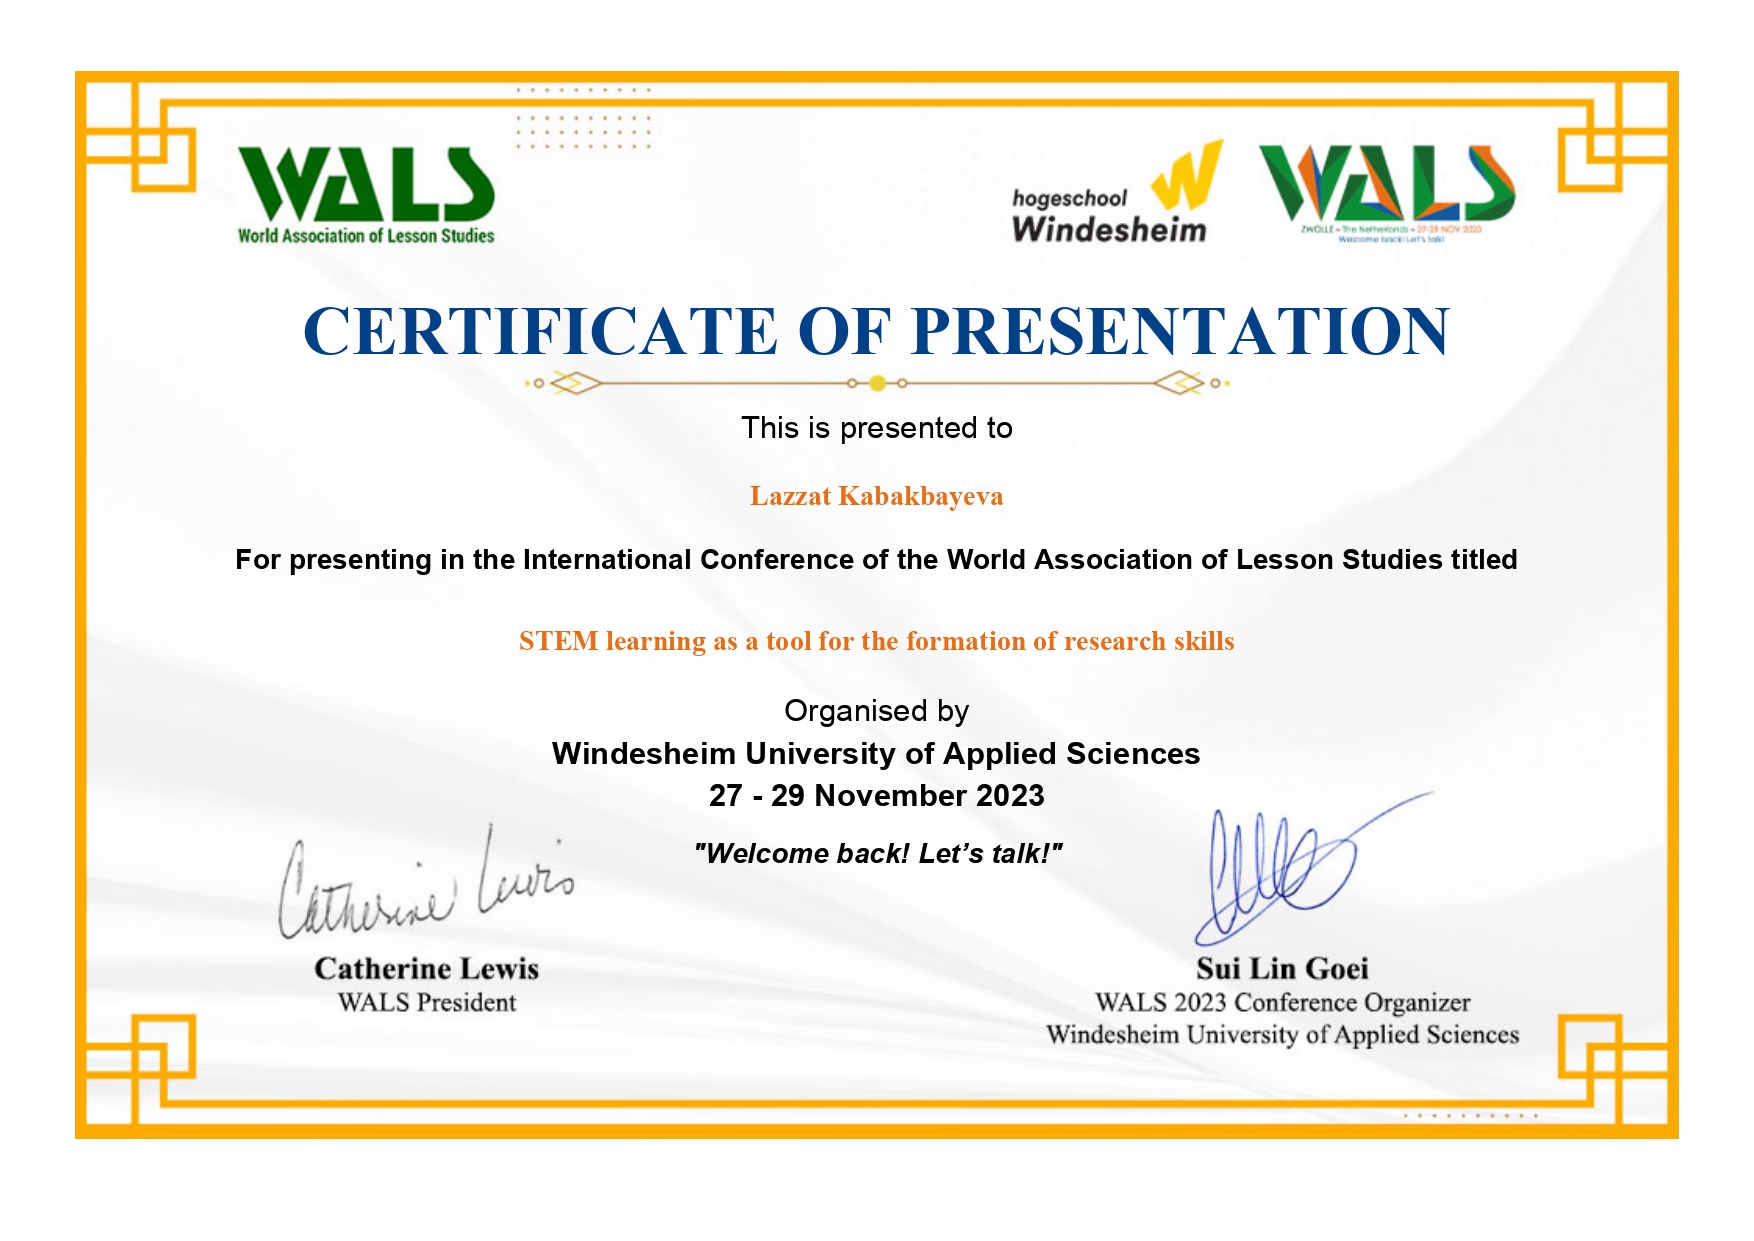 WALS
World Association of Lesson Studies
hogeschool
Windesheim
WALS
ZWOLLE – The Netherlands – 27-29 NOV 2023
Welcome back! Let's talk!
CERTIFICATE OF PRESENTATION
This is presented to
Lazzat Kabakbayeva
For presenting in the International Conference of the World Association of Lesson Studies titled
STEM learning as a tool for the formation of research skills
Organised by
Windesheim University of Applied Sciences
27 - 29 November 2023
"Welcome back! Let’s talk!"
Catherine Lewis
Catherine Lewis
WALS President
Sui Lin Goei
WALS 2023 Conference Organizer
Windesheim University of Applied Sciences